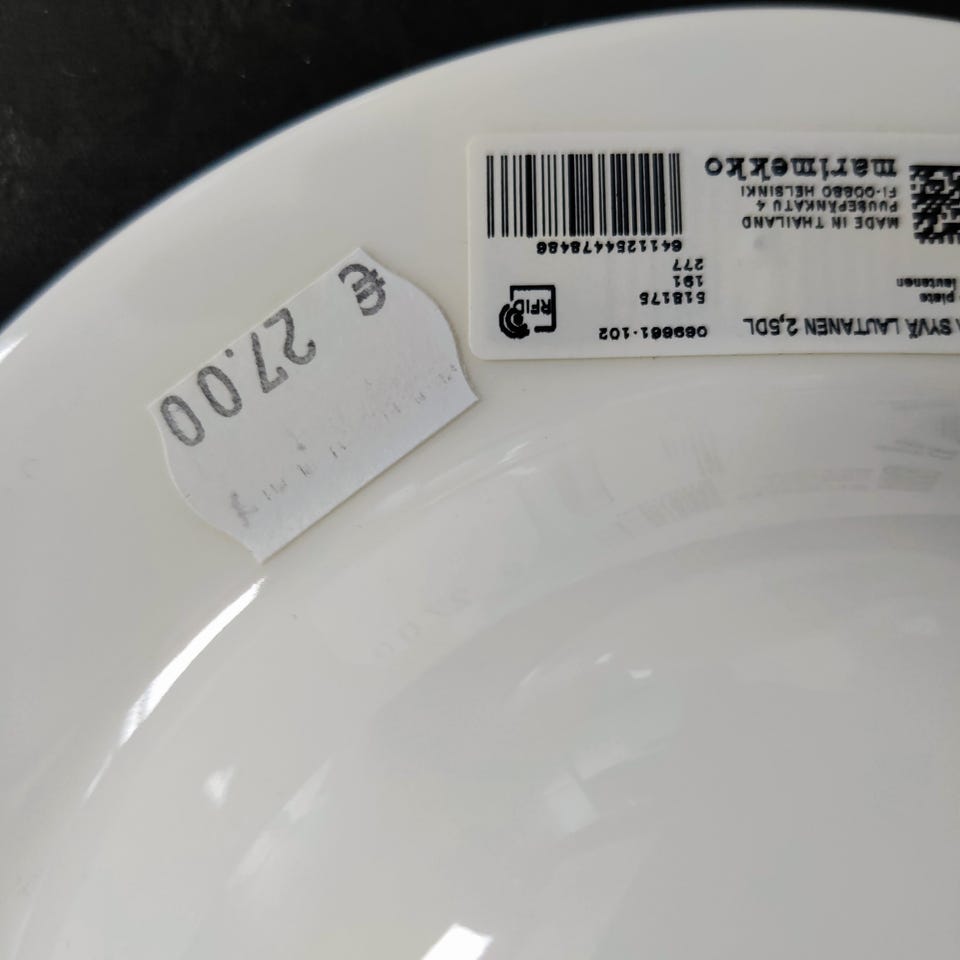 A SYVÄ LAUTANEN 2,5DL
plate
lautanen
069661-102
518175
191
277
RFID
6411254478486
MADE IN THAILAND
PUUSEPÄNKATU 4
FI-00880 HELSINKI
marimekko
€ 27.00